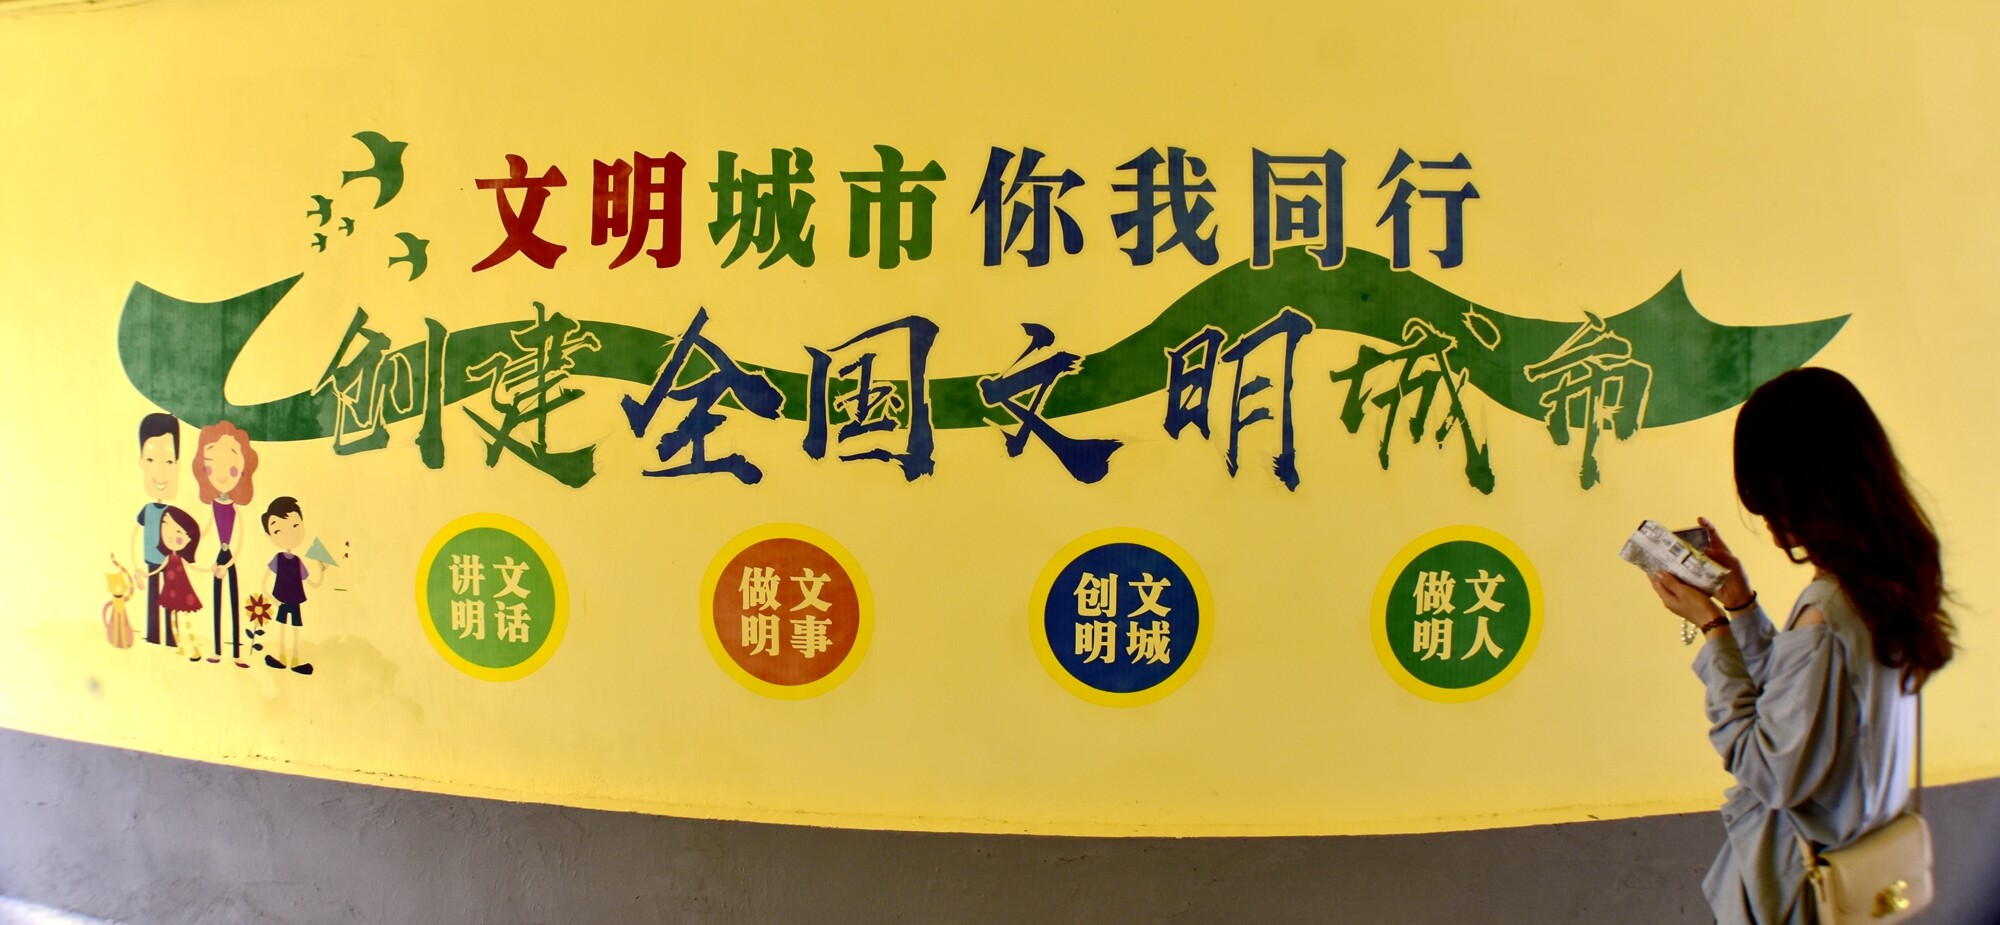 文明城市你我同行
创建全国文明城市
讲文
明话
做文
明事
创文
明城
做文
明人